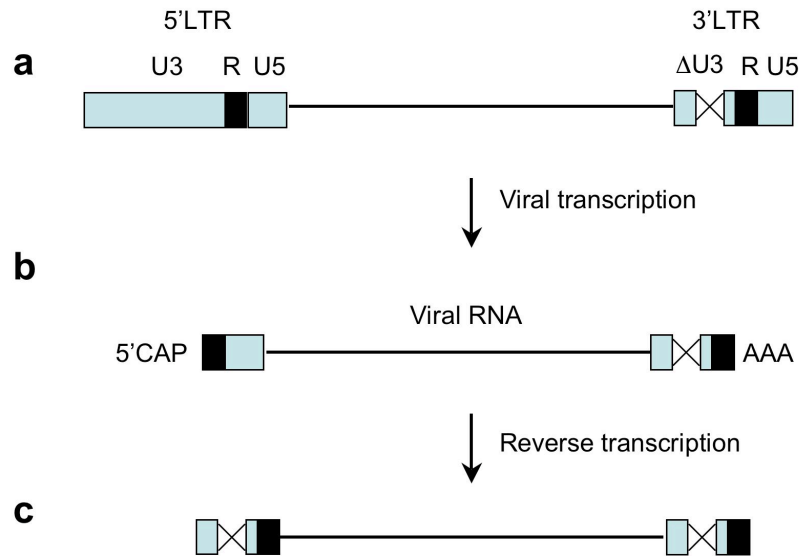 5'LTR 3'LTR
a U3 R U5 ΔU3 R U5
Viral transcription
b
Viral RNA
5'CAP AAA
Reverse transcription
c